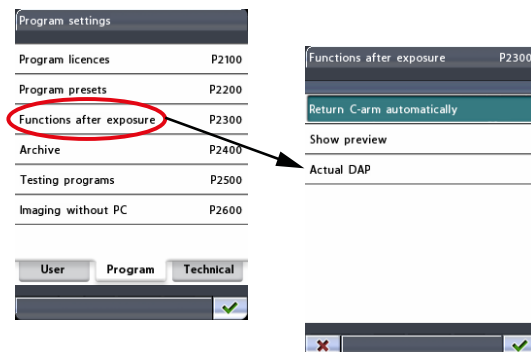 Program settings
Program licences P2100
Program presets P2200
Functions after exposure P2300
Archive P2400
Testing programs P2500
Imaging without PC P2600
User Program Technical
Functions after exposure P2300
Return C-arm automatically
Show preview
Actual DAP